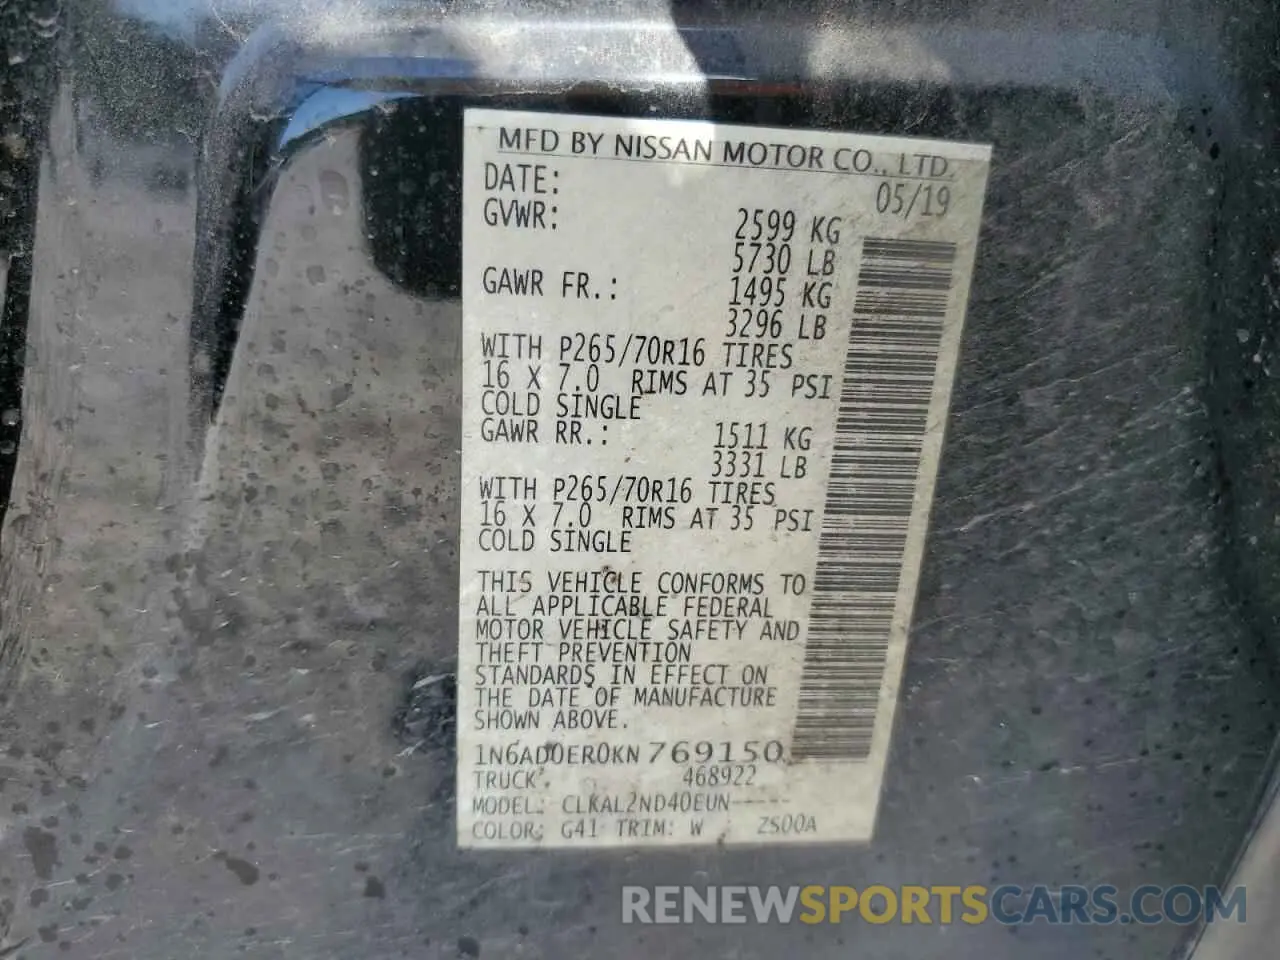 MFD BY NISSAN MOTOR CO., LTD.
DATE: 05/19
GVWR: 2599 KG
5730 LB
GAWR FR.: 1495 KG
3296 LB
WITH P265/70R16 TIRES
16 X 7.0 RIMS AT 35 PSI
COLD SINGLE
GAWR RR.: 1511 KG
3331 LB
WITH P265/70R16 TIRES
16 X 7.0 RIMS AT 35 PSI
COLD SINGLE
THIS VEHICLE CONFORMS TO
ALL APPLICABLE FEDERAL
MOTOR VEHICLE SAFETY AND
THEFT PREVENTION
STANDARDS IN EFFECT ON
THE DATE OF MANUFACTURE
SHOWN ABOVE.
1N6AD0ER0KN769150
TRUCK. 468922
MODEL: CLKAL2ND40EUN-----
COLOR: G41 TRIM: W ZS00A
RENEWSPORTSCARS.COM